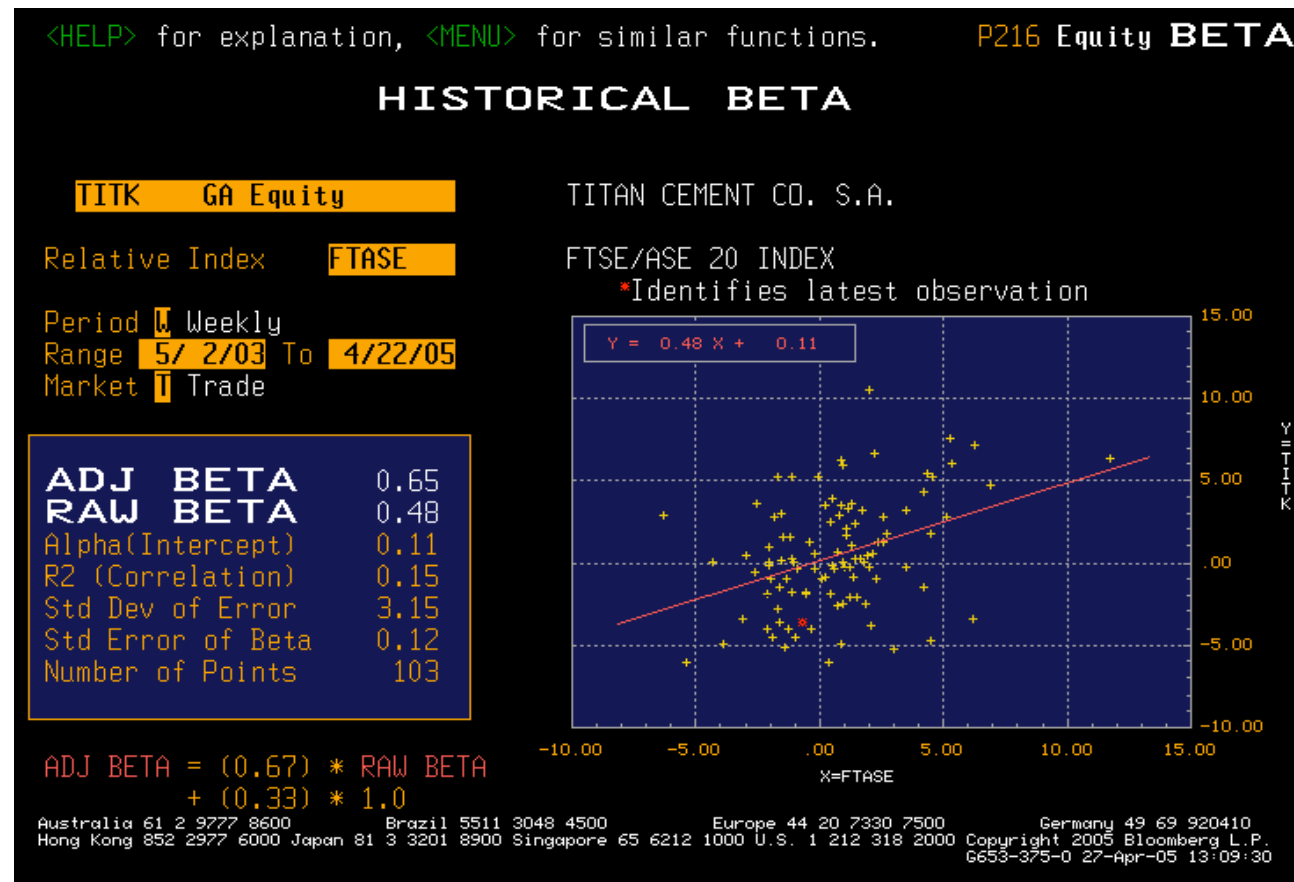 <HELP> for explanation, <MENU> for similar functions. P216 Equity BETA
HISTORICAL BETA
TITK GA Equity TITAN CEMENT CO. S.A.
Relative Index FTASE FTSE/ASE 20 INDEX
*Identifies latest observation
Period W Weekly
Range 5/ 2/03 To 4/22/05
Market T Trade
Y = 0.48 X + 0.11
15.00
10.00
5.00
.00
-5.00
-10.00
Y=TITK
ADJ BETA 0.65
RAW BETA 0.48
Alpha(Intercept) 0.11
R2 (Correlation) 0.15
Std Dev of Error 3.15
Std Error of Beta 0.12
Number of Points 103
-10.00 -5.00 .00 5.00 10.00 15.00
X=FTASE
ADJ BETA = (0.67) * RAW BETA
+ (0.33) * 1.0
Australia 61 2 9777 8600 Brazil 5511 3048 4500 Europe 44 20 7330 7500 Germany 49 69 920410
Hong Kong 852 2977 6000 Japan 81 3 3201 8900 Singapore 65 6212 1000 U.S. 1 212 318 2000 Copyright 2005 Bloomberg L.P.
G653-375-0 27-Apr-05 13:09:30